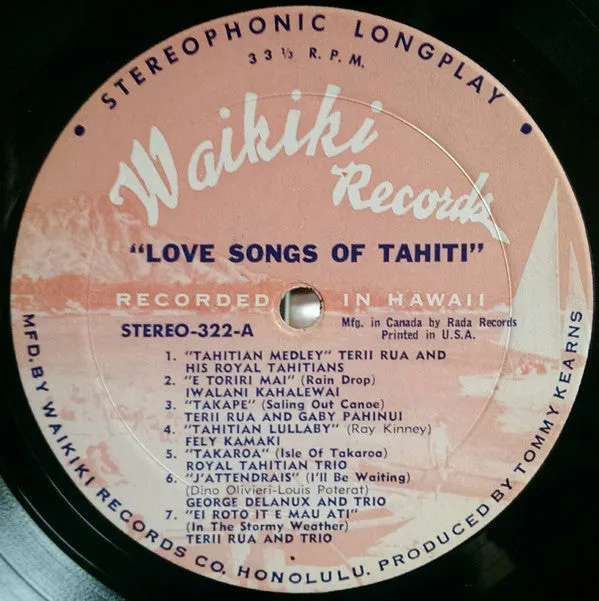 • STEREOPHONIC LONGPLAY •
33 ⅓ R.P.M.
Waikiki
Records
"LOVE SONGS OF TAHITI"
RECORDED IN HAWAII
STEREO-322-A
Mfg. in Canada by Rada Records
Printed in U.S.A.
1. "TAHITIAN MEDLEY" TERII RUA AND
HIS ROYAL TAHITIANS
2. "E TORIRI MAI" (Rain Drop)
IWALANI KAHALEWAI
3. "TAKAPE" (Saling Out Canoe)
TERII RUA AND GABY PAHINUI
4. "TAHITIAN LULLABY" (Ray Kinney)
FELY KAMAKI
5. "TAKAROA" (Isle Of Takaroa)
ROYAL TAHITIAN TRIO
6. "J'ATTENDRAIS" (I'll Be Waiting)
(Dino Olivieri-Louis Poterat)
GEORGE DELANUX AND TRIO
7. "EI ROTO IT E MAU ATI"
(In The Stormy Weather)
TERII RUA AND TRIO
MFD. BY WAIKIKI RECORDS CO. HONOLULU. PRODUCED BY TOMMY KEARNS